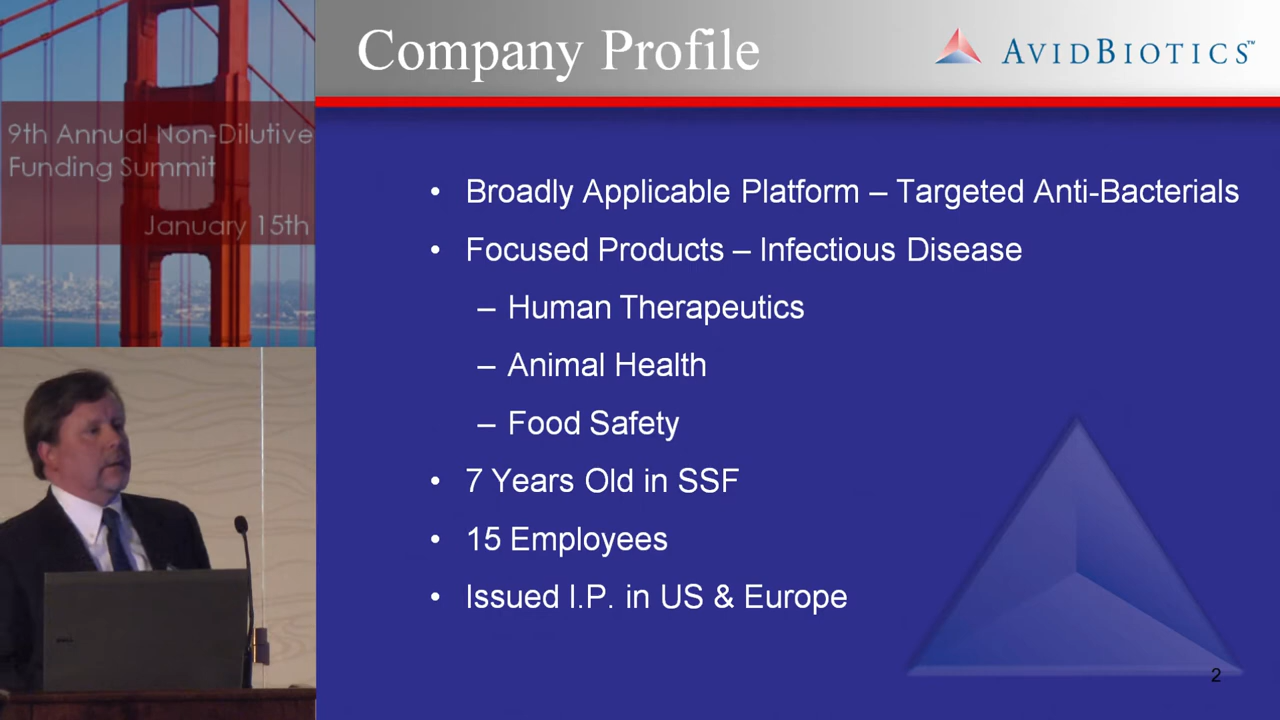 9th Annual Non-Dilutive
Funding Summit
January 15th
Company Profile
AVIDBIOTICS™
• Broadly Applicable Platform – Targeted Anti-Bacterials
• Focused Products – Infectious Disease
– Human Therapeutics
– Animal Health
– Food Safety
• 7 Years Old in SSF
• 15 Employees
• Issued I.P. in US & Europe
2